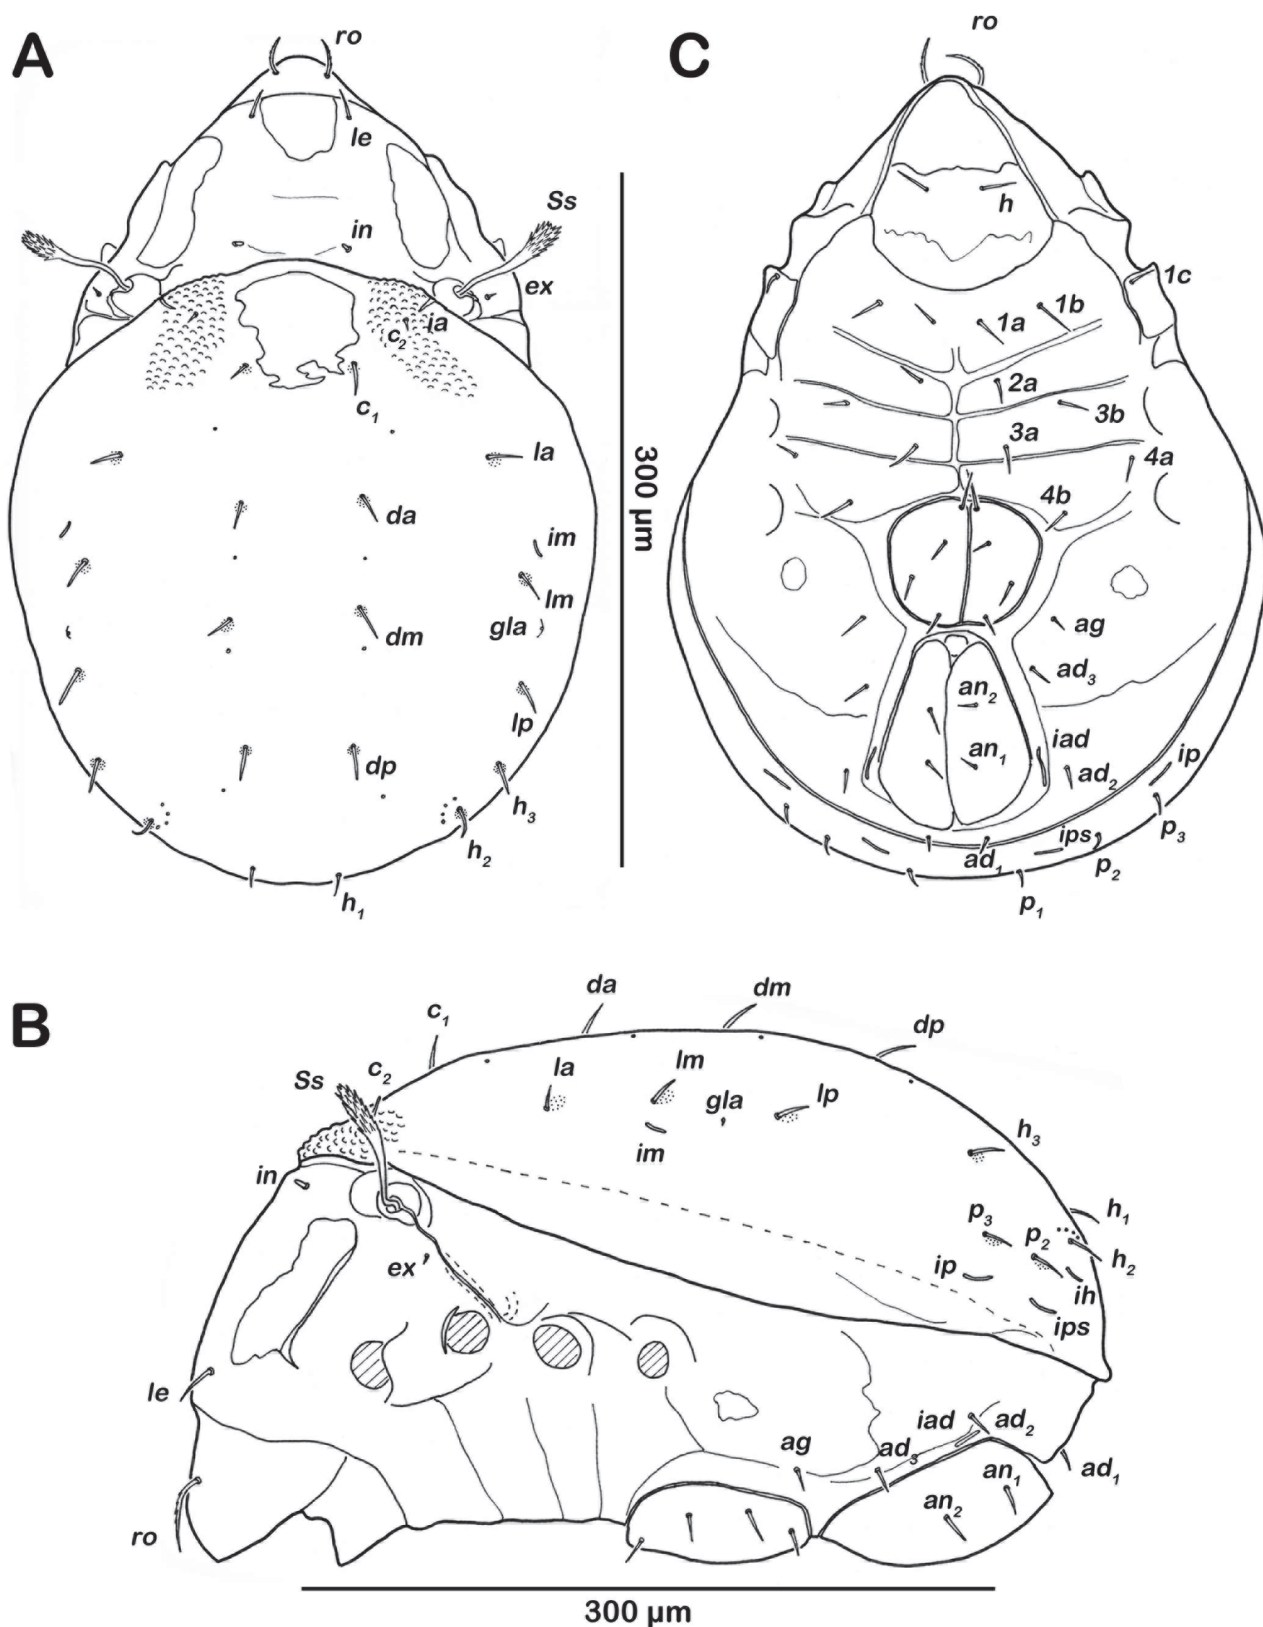 A
ro
le
Ss
in
ex
ia
c2
c1
la
da
im
lm
gla
dm
lp
dp
h3
h2
h1
300 µm
C
ro
h
1c
1b
1a
2a
3b
3a
4a
4b
ag
ad3
an2
an1
iad
ad2
ip
p3
ips
ad1
p2
p1
B
da
dm
c1
dp
Ss
c2
la
lm
gla
lp
im
h3
in
h1
p3
p2
h2
ex'
ip
ih
ips
le
iad
ad2
ag
ad3
ad1
an1
an2
ro
300 µm